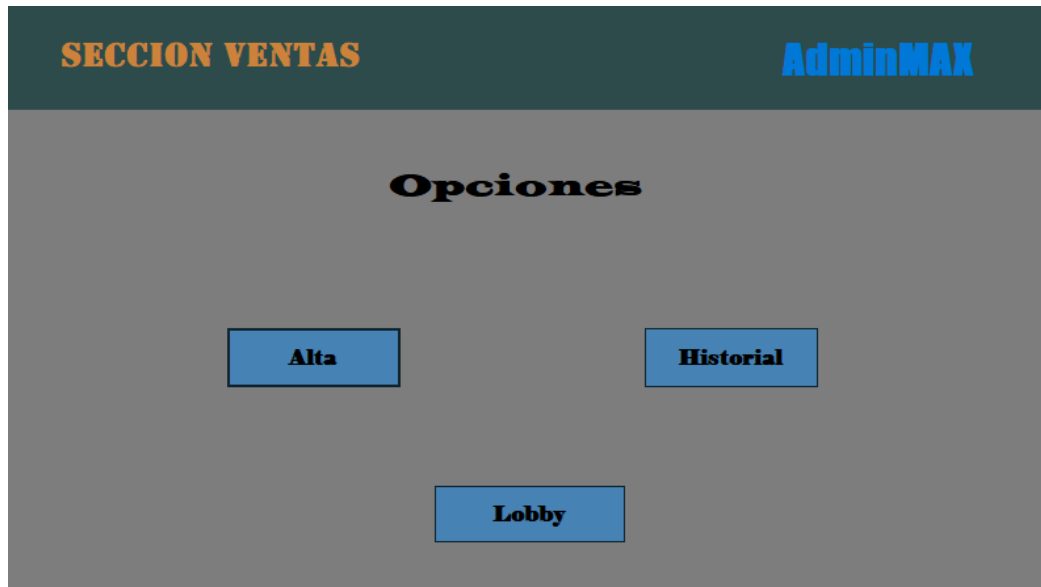 SECCION VENTAS
AdminMAX
Opciones
Alta
Historial
Lobby